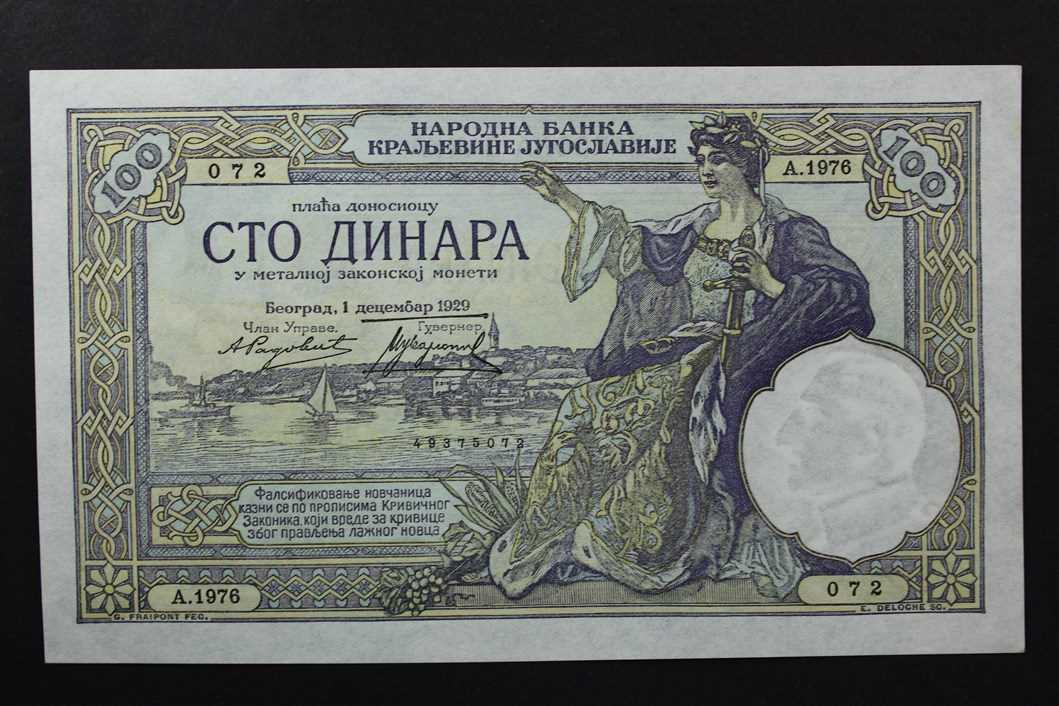 НАРОДНА БАНКА
КРАЉЕВИНЕ ЈУГОСЛАВИЈЕ
100
072
А.1976
100
плаћа доносиоцу
СТО ДИНАРА
у металној законској монети
Београд, 1 децембар 1929
Члан Управе.
Гувернер
АРадовић
49375072
Фалсификовање новчаница
казни се по прописима Кривичног
Законика, који вреде за кривице
због прављења лажног новца
А.1976
072
G. FRAIPONT FEC.
E. DELOCHE SC.